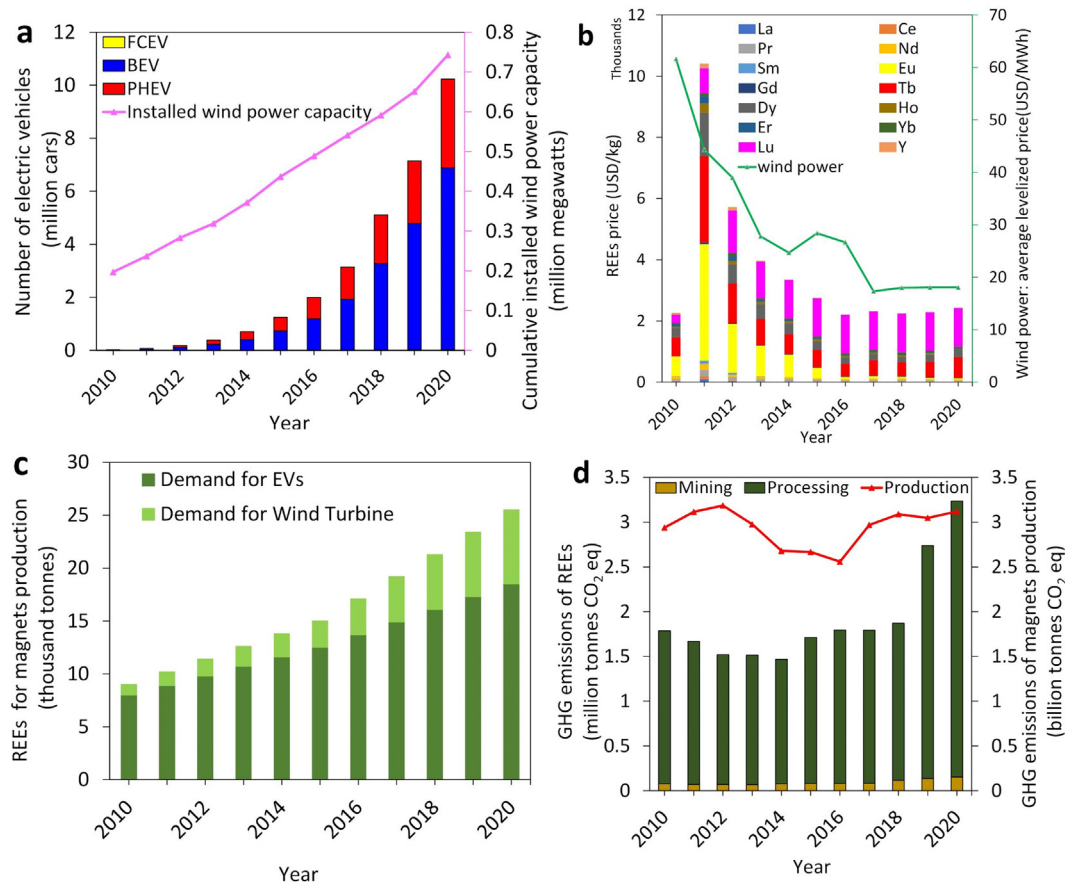 a
12
10
8
6
4
2
0
FCEV
BEV
PHEV
Installed wind power capacity
0.8
0.7
0.6
0.5
0.4
0.3
0.2
0.1
0
Number of electric vehicles
(million cars)
Cumulative installed wind power capacity
(million megawatts)
2010
2012
2014
2016
2018
2020
Year
b
12
10
8
6
4
2
0
Thousands
REEs price (USD/kg)
La
Ce
Pr
Nd
Sm
Eu
Gd
Tb
Dy
Ho
Er
Yb
Lu
Y
wind power
70
60
50
40
30
20
10
0
Wind power: average levelized price(USD/MWh)
2010
2012
2014
2016
2018
2020
Year
c
30
25
20
15
10
5
0
Demand for EVs
Demand for Wind Turbine
REEs for magnets production
(thousand tonnes)
2010
2012
2014
2016
2018
2020
Year
d
3.5
3
2.5
2
1.5
1
0.5
0
Mining
Processing
Production
3.5
3
2.5
2
1.5
1
0.5
0
GHG emissions of REEs
(million tonnes CO2 eq)
GHG emissions of magnets production
(billion tonnes CO2 eq)
2010
2012
2014
2016
2018
2020
Year